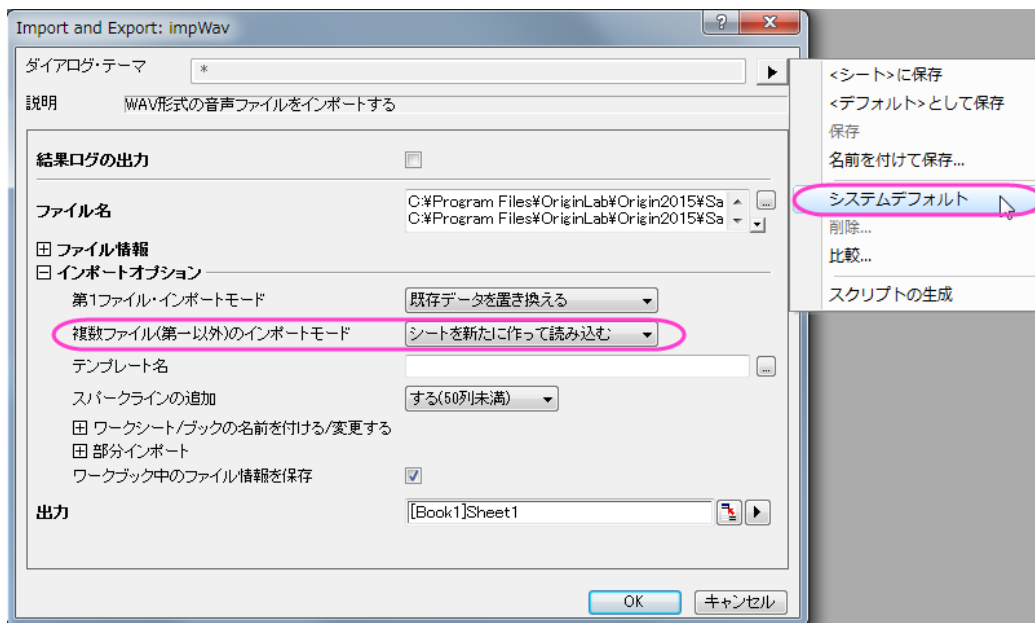 Import and Export: impWav
ダイアログ・テーマ *
説明 WAV形式の音声ファイルをインポートする
結果ログの出力
ファイル名 C:¥Program Files¥OriginLab¥Origin2015¥Sa
C:¥Program Files¥OriginLab¥Origin2015¥Sa
ファイル情報
インポートオプション
第1ファイル・インポートモード 既存データを置き換える
複数ファイル(第一以外)のインポートモード シートを新たに作って読み込む
テンプレート名
スパークラインの追加 する(50列未満)
ワークシート/ブックの名前を付ける/変更する
部分インポート
ワークブック中のファイル情報を保存
出力 [Book1]Sheet1
OK キャンセル
<シート>に保存
<デフォルト>として保存
保存
名前を付けて保存...
システムデフォルト
削除...
比較...
スクリプトの生成